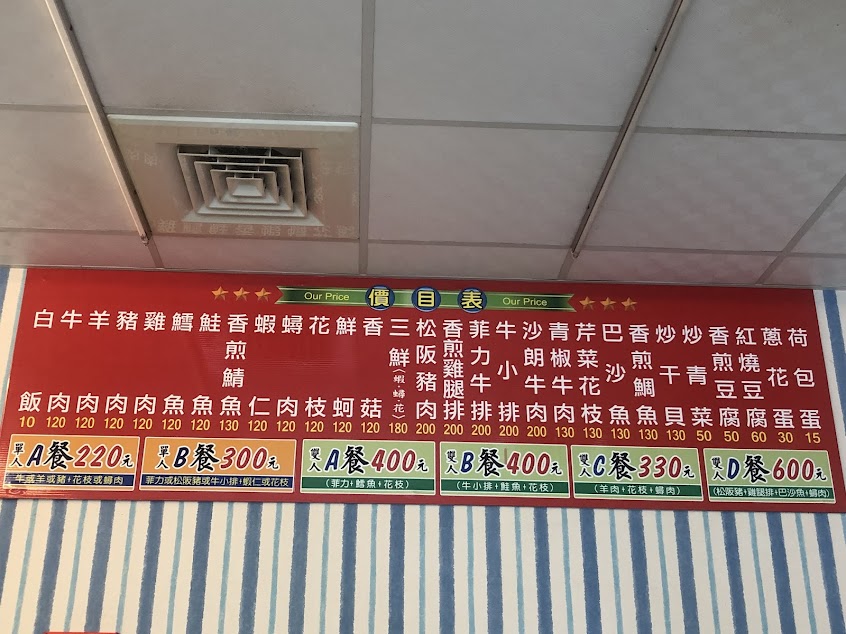 Our Price 價目表 Our Price
白飯 10
牛肉 120
羊肉 120
豬肉 120
雞肉 120
鱈魚 120
鮭魚 120
香煎鯖魚 130
蝦仁 120
蟳肉 120
花枝 120
鮮蚵 120
香菇 120
三鮮(蝦.蟳.花) 180
松阪豬肉 200
香煎雞腿排 200
菲力牛排 200
牛小排 200
沙朗牛肉 200
青椒牛肉 130
芹菜花枝 120
巴沙魚 130
香煎鯛魚 130
炒干貝 130
炒青菜 50
香煎豆腐 50
紅燒豆腐 60
蔥花蛋 30
荷包蛋 15
單人A餐220元
牛或羊或豬+花枝或蟳肉
單人B餐300元
菲力或松阪豬或牛小排+蝦仁或花枝
雙人A餐400元
(菲力+鱈魚+花枝)
雙人B餐400元
(牛小排+鮭魚+花枝)
雙人C餐330元
(羊肉+花枝+蟳肉)
雙人D餐600元
(松阪豬+雞腿排+巴沙魚+蟳肉)